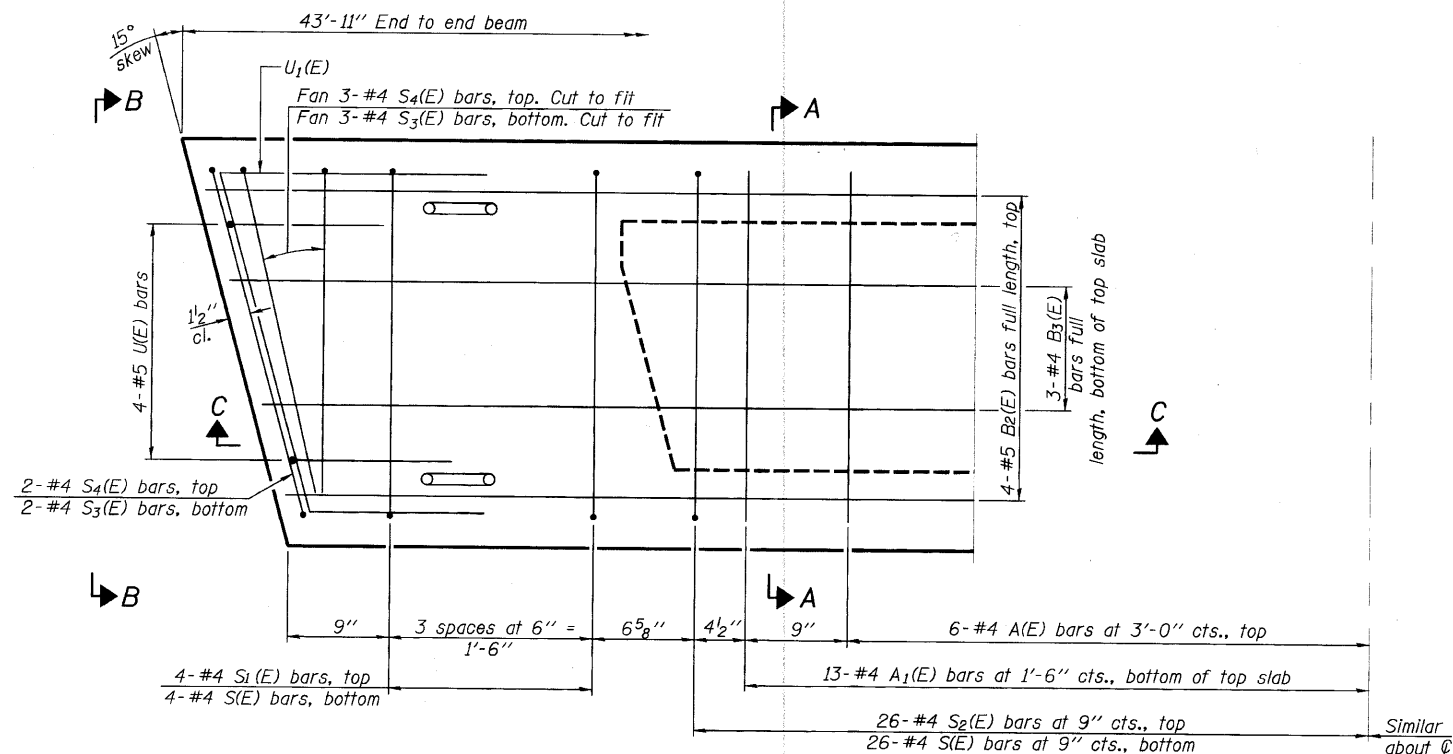 43'-11" End to end beam
15°
skew
U1(E)
B
Fan 3-#4 S4(E) bars, top. Cut to fit
Fan 3-#4 S3(E) bars, bottom. Cut to fit
A
4-#5 U(E) bars
1½"
cl.
C
4-#5 B2(E) bars full length, top
3-#4 B3(E)
bars full
length, bottom of top slab
C
2-#4 S4(E) bars, top
2-#4 S3(E) bars, bottom
B
A
9"
3 spaces at 6" =
1'-6"
6⅝"
4½"
9"
6-#4 A(E) bars at 3'-0" cts., top
4-#4 S1(E) bars, top
4-#4 S(E) bars, bottom
13-#4 A1(E) bars at 1'-6" cts., bottom of top slab
26-#4 S2(E) bars at 9" cts., top
26-#4 S(E) bars at 9" cts., bottom
Similar
about ℄